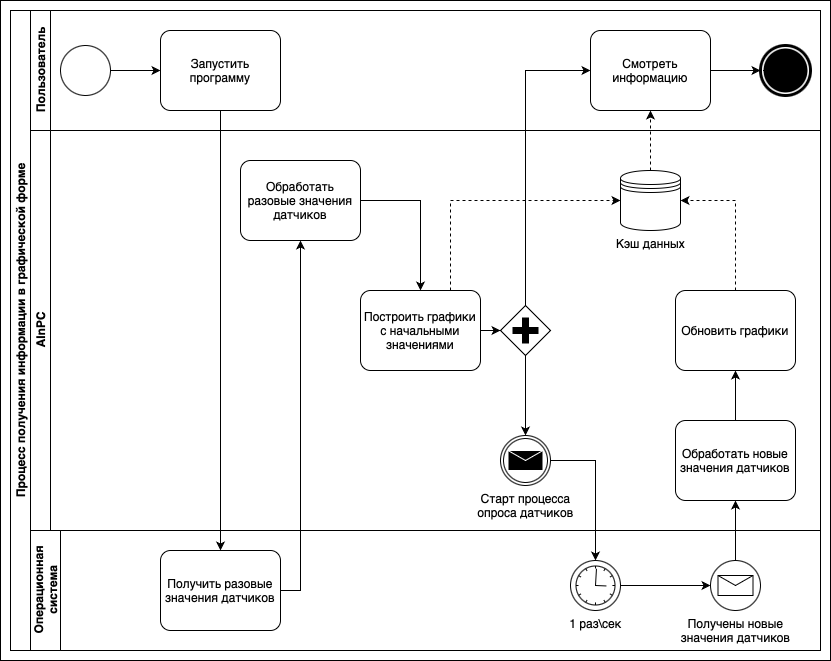 Процесс получения информации в графической форме
Пользователь
Запустить
программу
Смотреть
информацию
AInPC
Обработать
разовые значения
датчиков
Кэш данных
Построить графики
с начальными
значениями
Обновить графики
Старт процесса
опроса датчиков
Обработать новые
значения датчиков
Операционная
система
Получить разовые
значения датчиков
1 раз\сек
Получены новые
значения датчиков